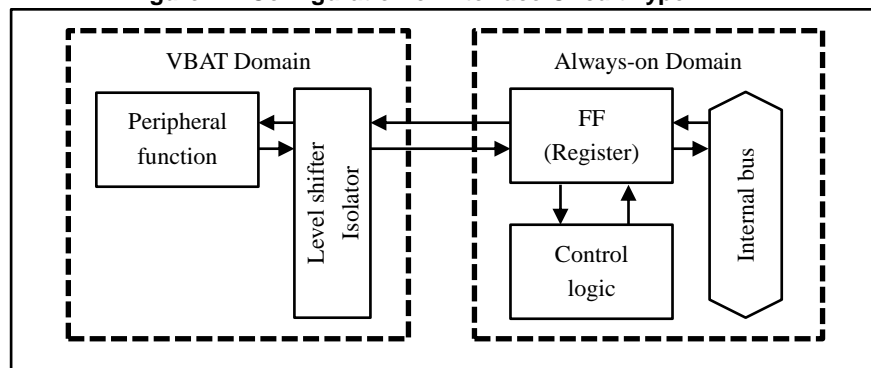 VBAT Domain
Always-on Domain
Peripheral
function
Level shifter
Isolator
FF
(Register)
Control
logic
Internal bus